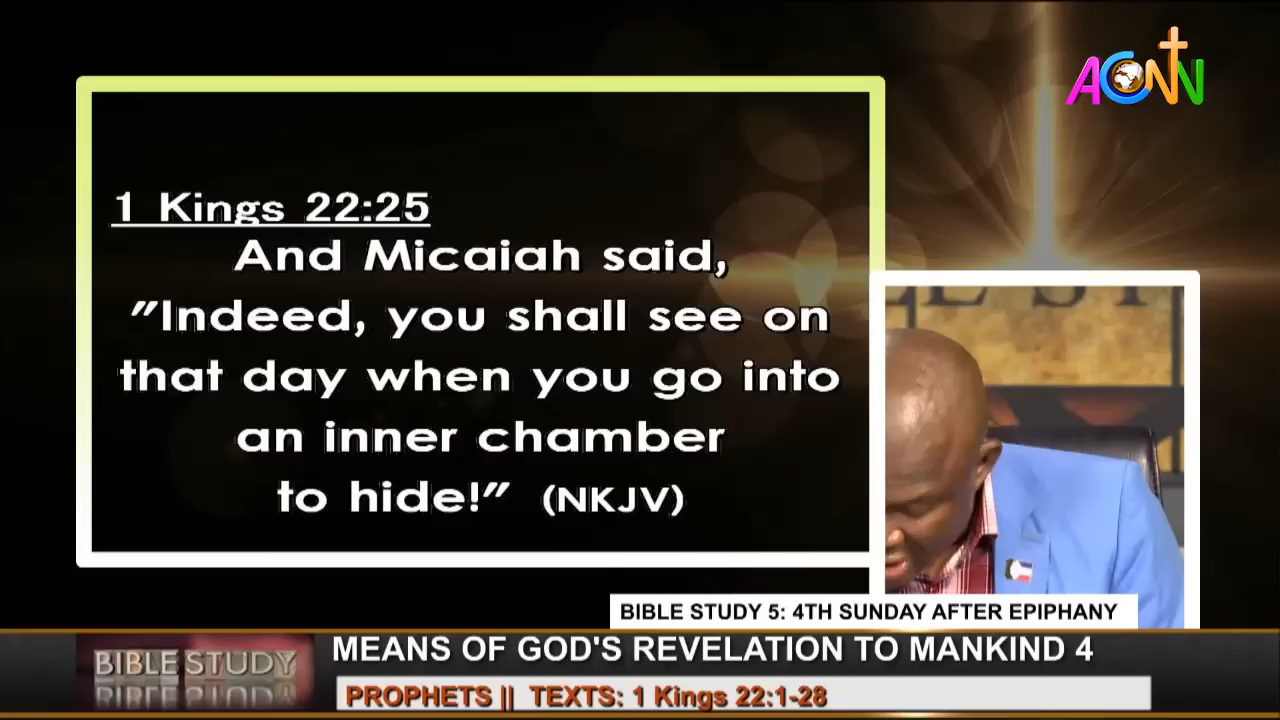 ACNN
1 Kings 22:25
And Micaiah said,
"Indeed, you shall see on
that day when you go into
an inner chamber
to hide!" (NKJV)
BIBLE STUDY 5: 4TH SUNDAY AFTER EPIPHANY
BIBLE STUDY
MEANS OF GOD'S REVELATION TO MANKIND 4
PROPHETS || TEXTS: 1 Kings 22:1-28